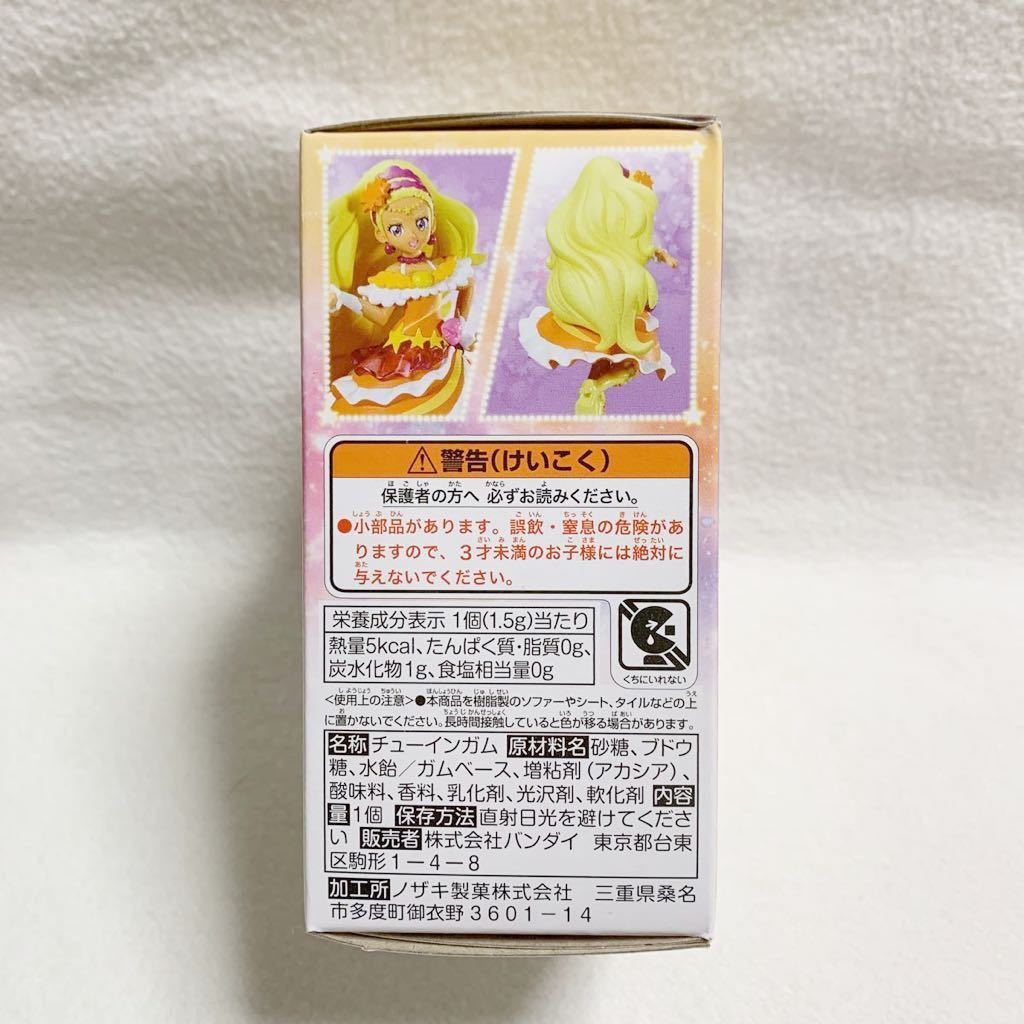 ⚠警告(けいこく)
保護者の方へ 必ずお読みください。
●小部品があります。誤飲・窒息の危険があ
りますので、3才未満のお子様には絶対に
与えないでください。
栄養成分表示 1個(1.5g)当たり
熱量5kcal、たんぱく質・脂質0g、
炭水化物1g、食塩相当量0g
くちにいれない
<使用上の注意>●本商品を樹脂製のソファーやシート、タイルなどの上
に置かないでください。長時間接触していると色が移る場合があります。
名称 チューインガム 原材料名 砂糖、ブドウ
糖、水飴/ガムベース、増粘剤(アカシア)、
酸味料、香料、乳化剤、光沢剤、軟化剤 内容
量 1個 保存方法 直射日光を避けてくださ
い 販売者 株式会社バンダイ 東京都台東
区駒形1-4-8
加工所 ノザキ製菓株式会社 三重県桑名
市多度町御衣野3601-14